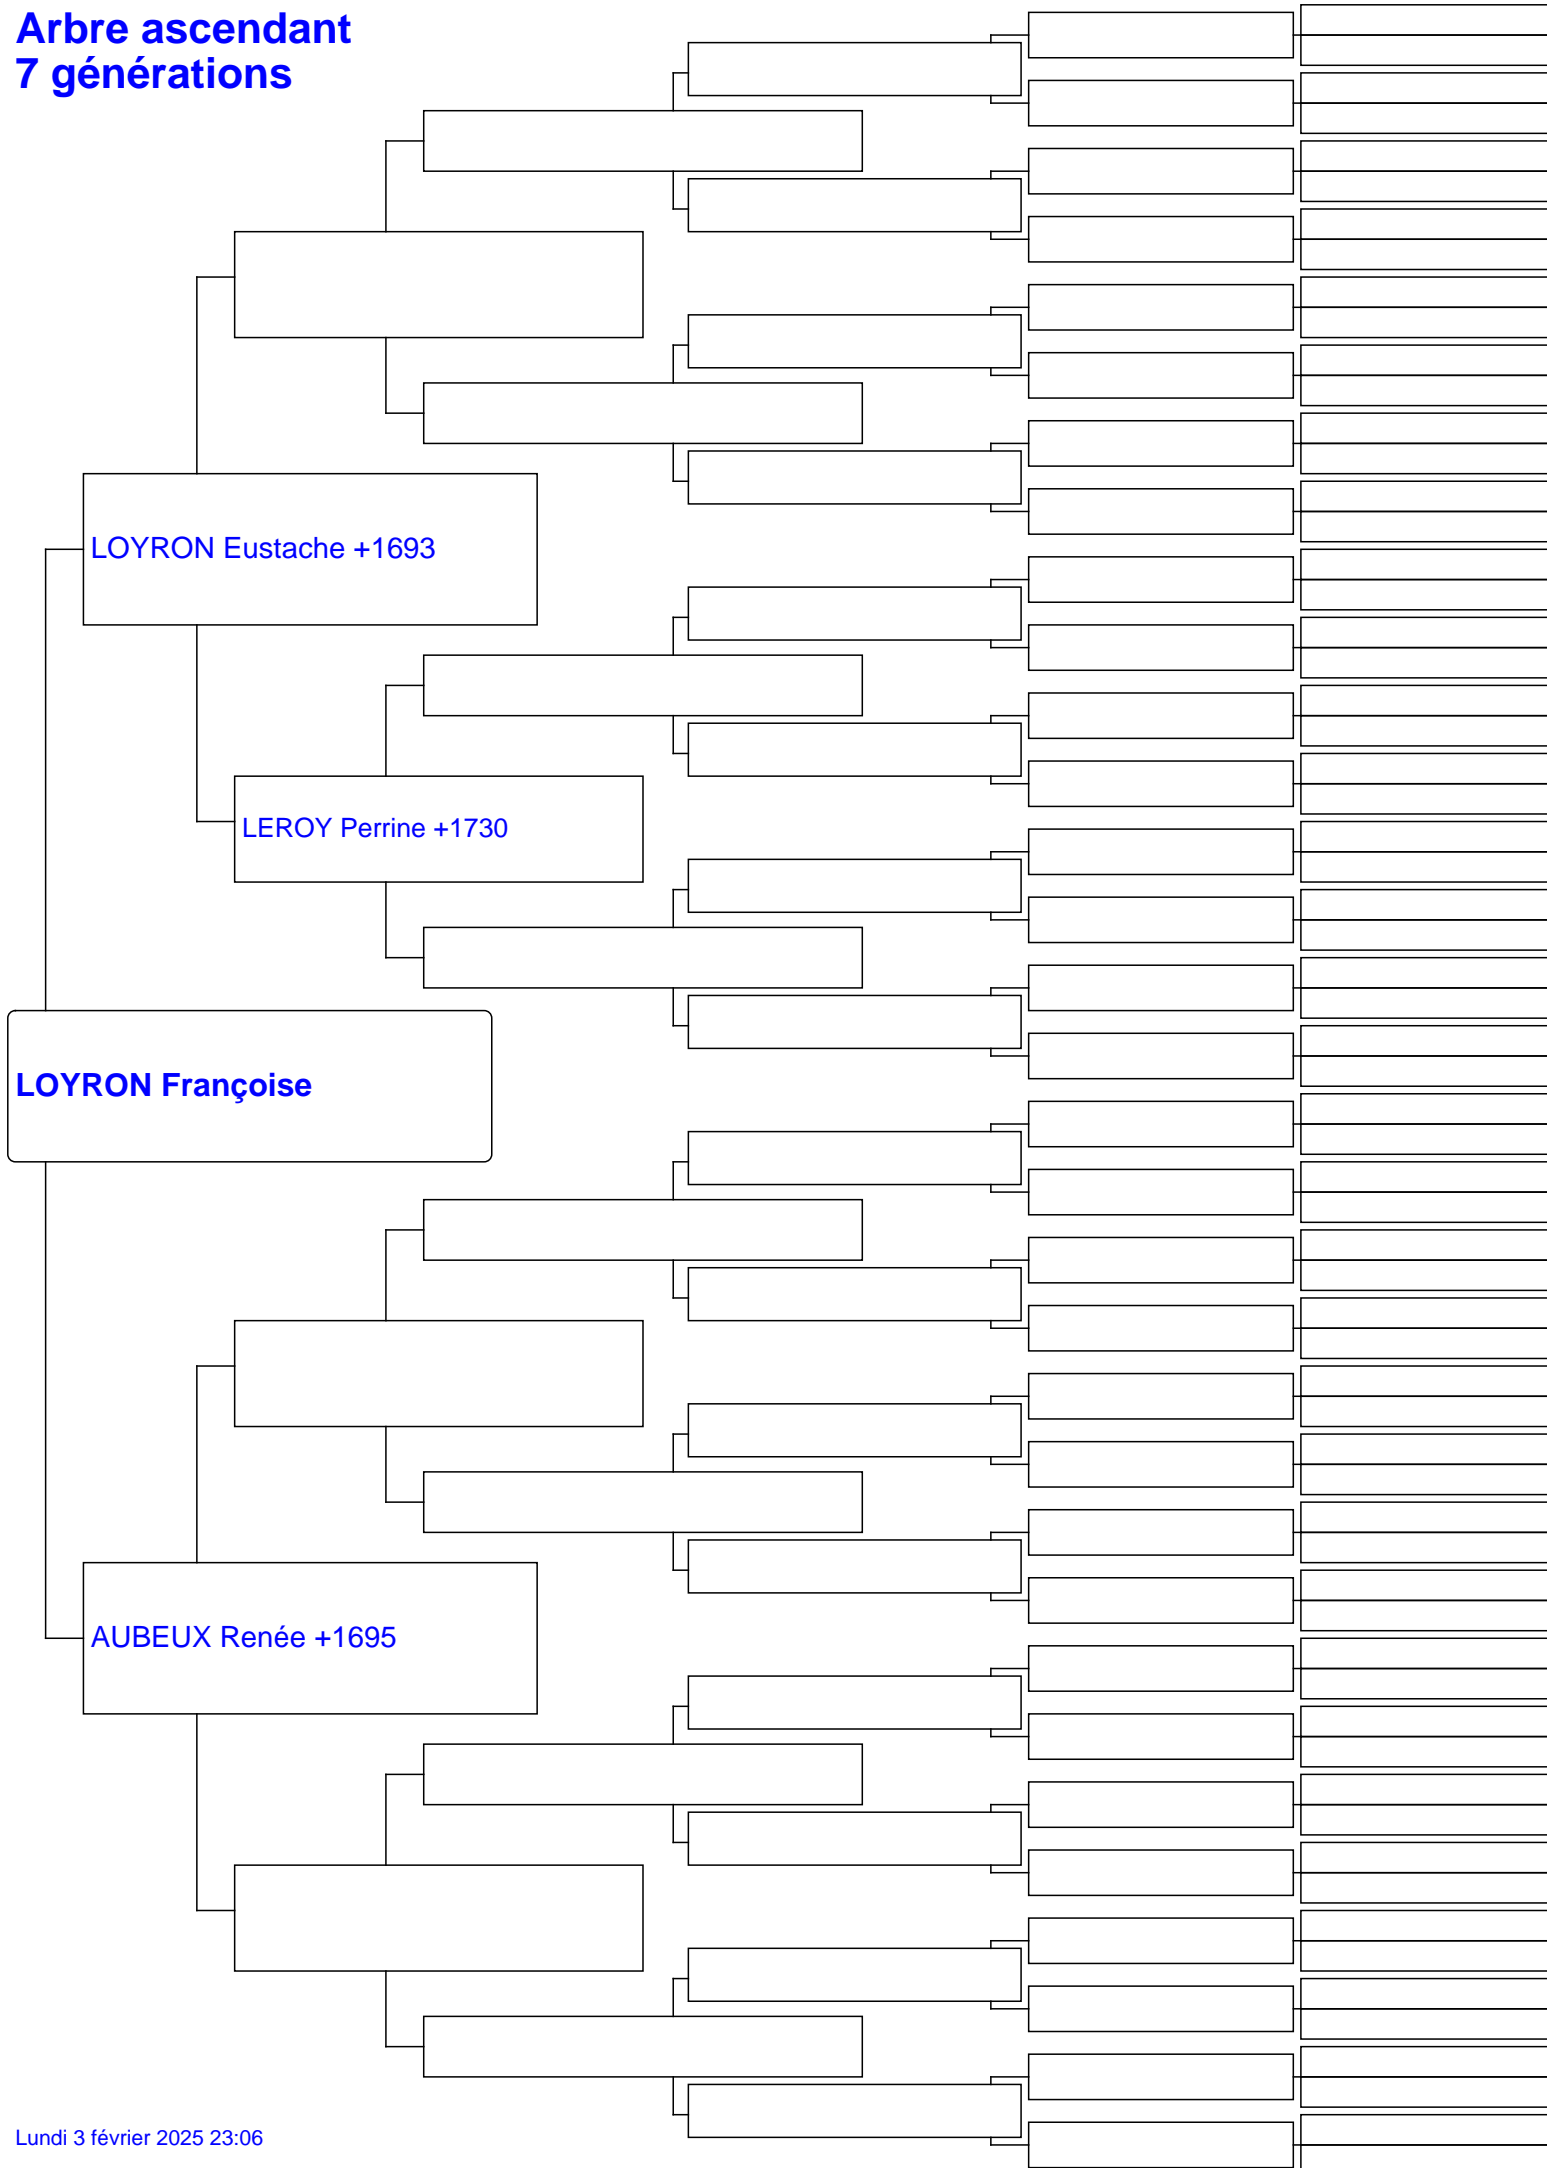 Arbre ascendant
7 générations
LOYRON Eustache +1693
LEROY Perrine +1730
LOYRON Françoise
AUBEUX Renée +1695
Lundi 3 février 2025 23:06